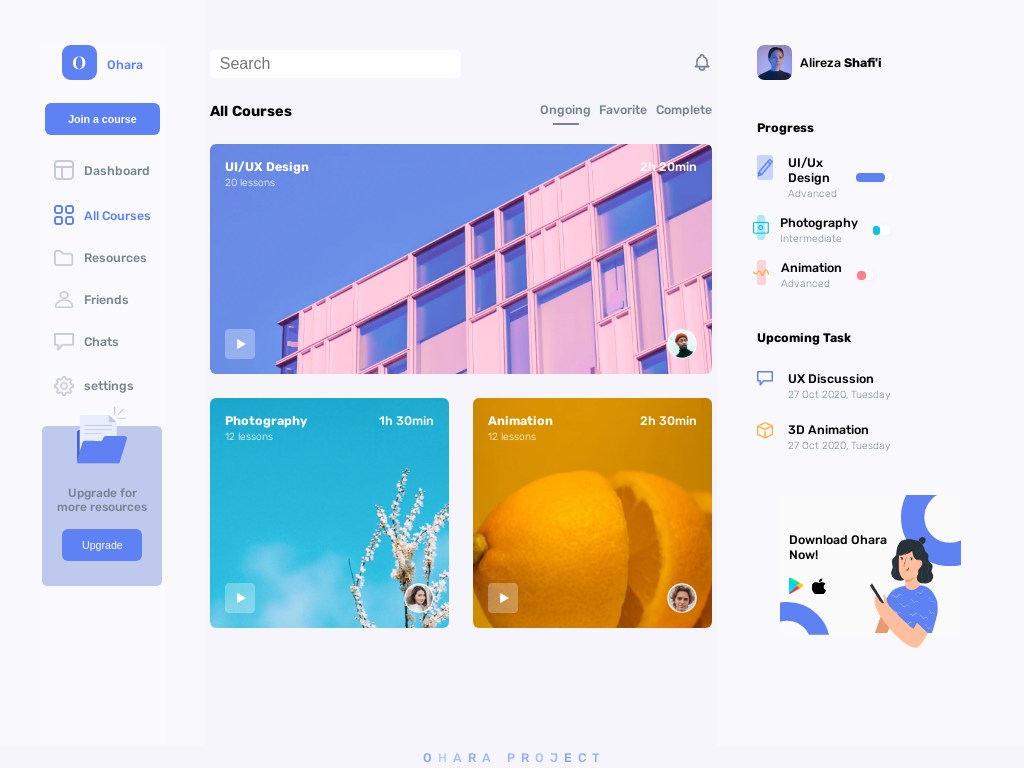 O Ohara
Join a course
Dashboard
All Courses
Resources
Friends
Chats
settings
Upgrade for
more resources
Upgrade
Search
All Courses
Ongoing Favorite Complete
UI/UX Design 2h 20min
20 lessons
Photography 1h 30min
12 lessons
Animation 2h 30min
12 lessons
Alireza Shafi'i
Progress
UI/Ux
Design
Advanced
Photography
Intermediate
Animation
Advanced
Upcoming Task
UX Discussion
27 Oct 2020, Tuesday
3D Animation
27 Oct 2020, Tuesday
Download Ohara
Now!
OHARA PROJECT